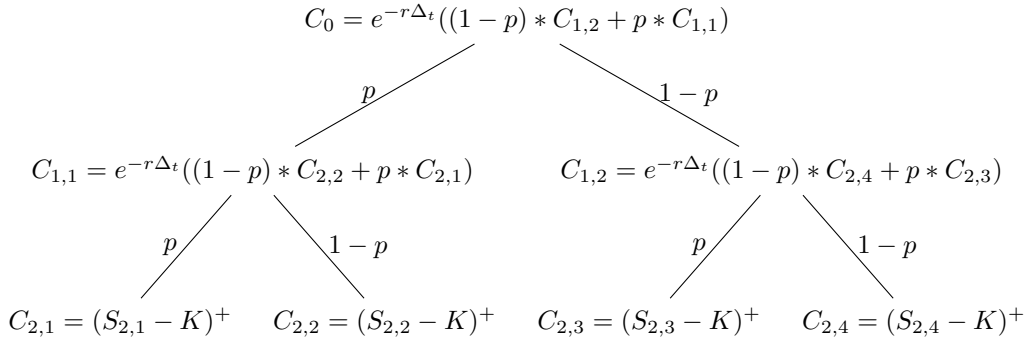 C_0 = e^{-rΔ_t}((1 − p) ∗ C_{1,2} + p ∗ C_{1,1})
p
1 − p
C_{1,1} = e^{-rΔ_t}((1 − p) ∗ C_{2,2} + p ∗ C_{2,1})
C_{1,2} = e^{-rΔ_t}((1 − p) ∗ C_{2,4} + p ∗ C_{2,3})
p
1 − p
p
1 − p
C_{2,1} = (S_{2,1} − K)^+
C_{2,2} = (S_{2,2} − K)^+
C_{2,3} = (S_{2,3} − K)^+
C_{2,4} = (S_{2,4} − K)^+